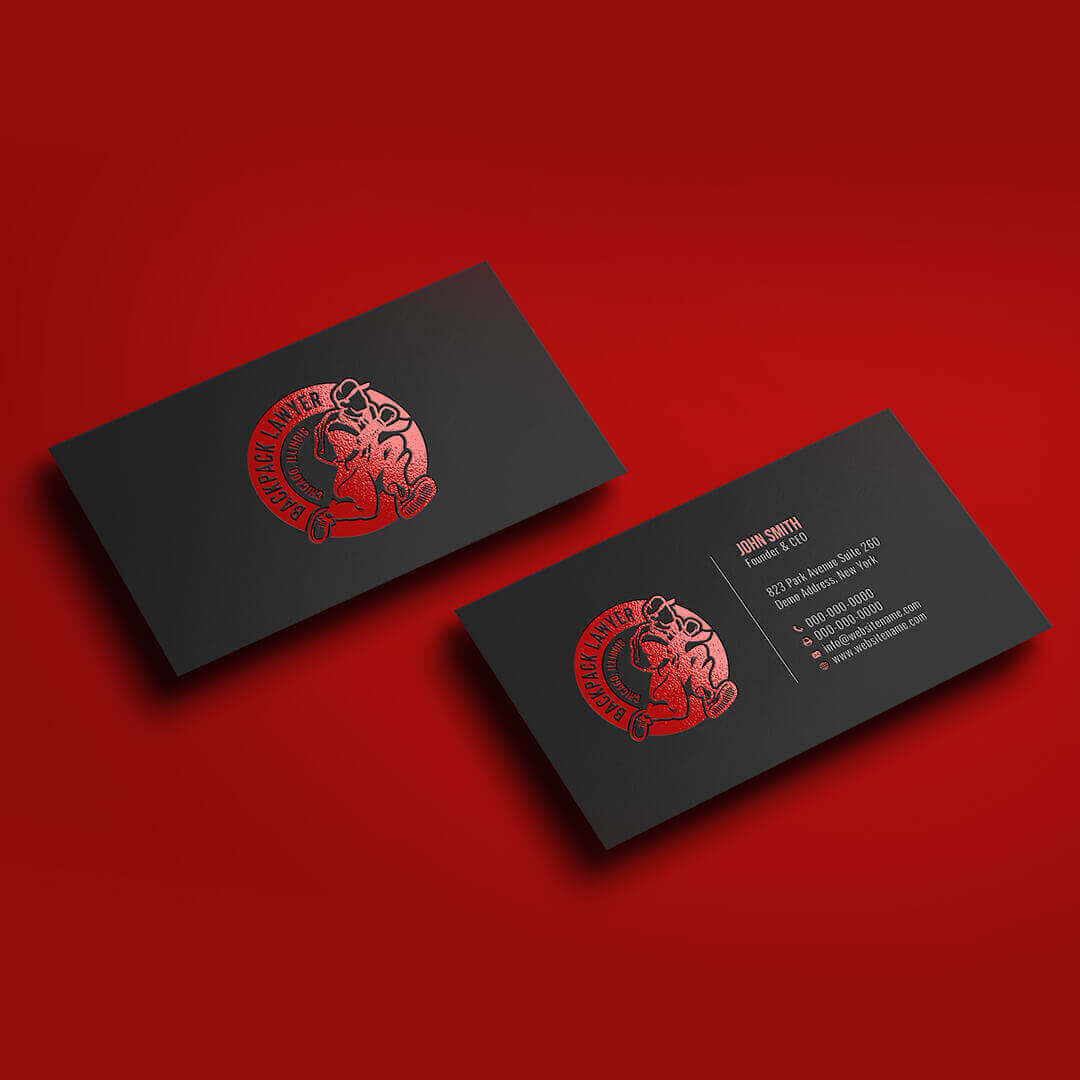 BACKPACK LAWYER
CHICAGO, ILLINOIS
JOHN SMITH
Founder & CFO
823 Park Avenue Suite 260
Demo Address, New York
000-000-0000
000-000-0000
info@websitename.com
www.websitename.com
BACKPACK LAWYER
CHICAGO, ILLINOIS